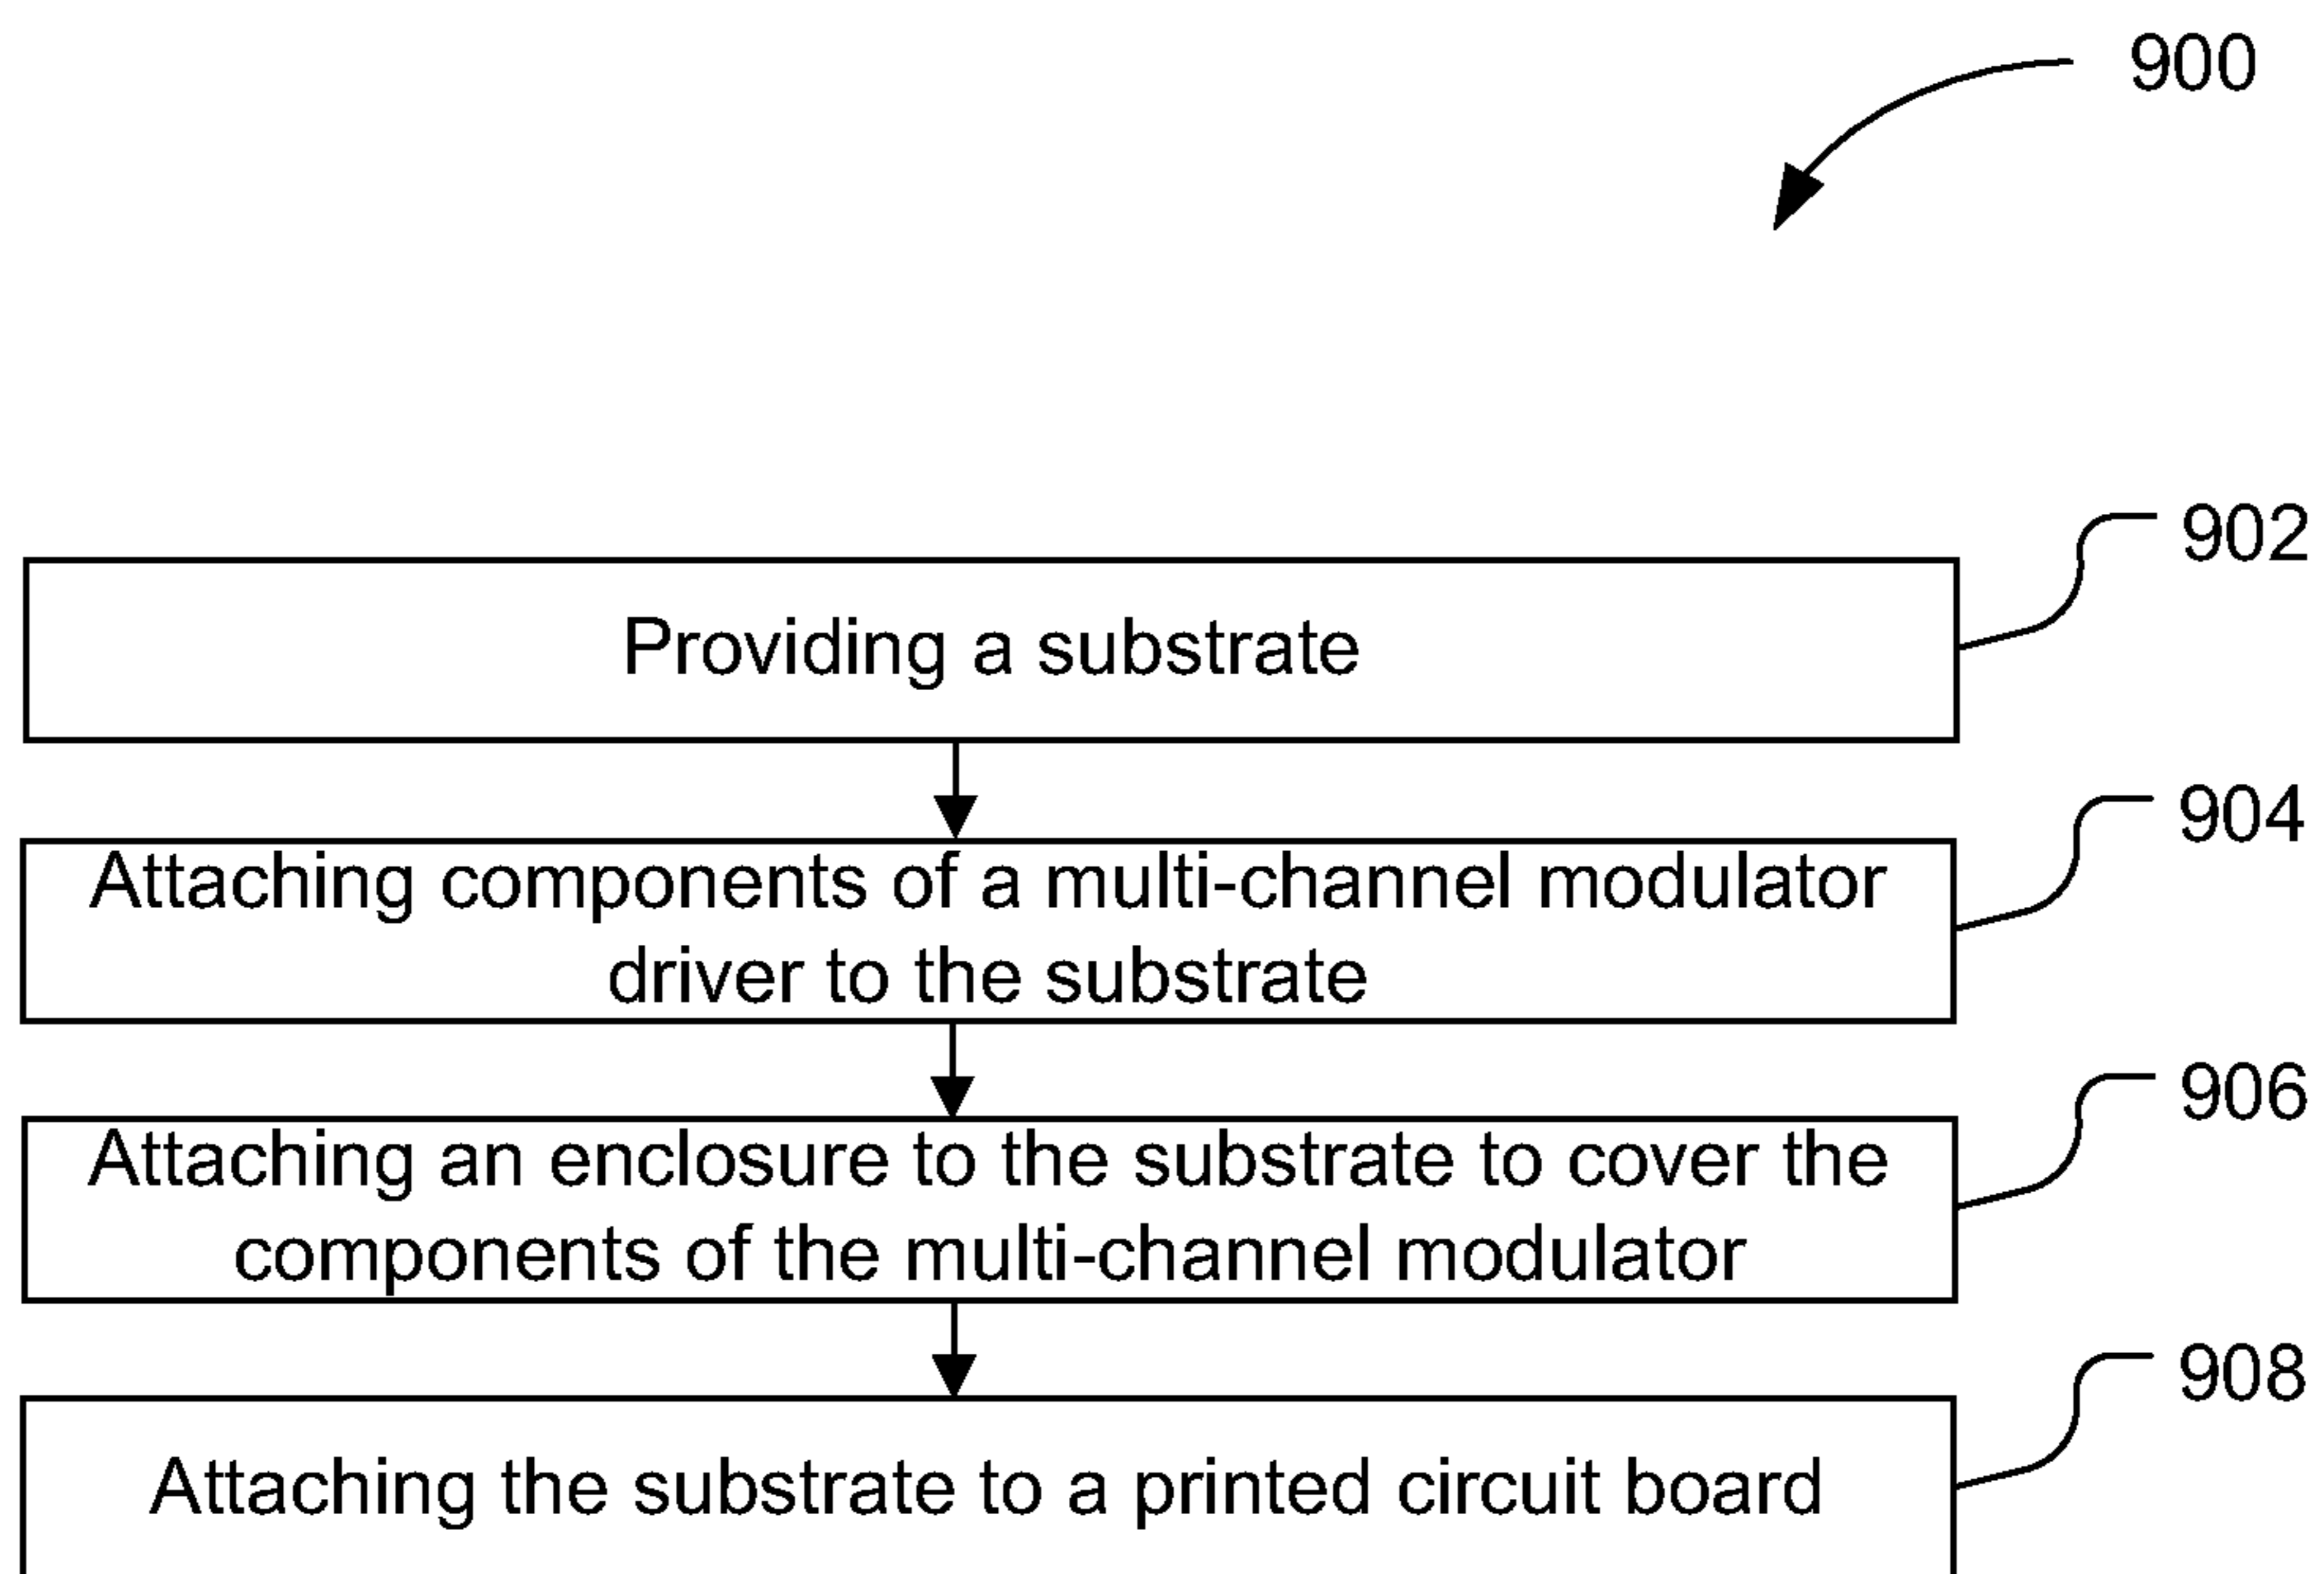 900
902
Providing a substrate
904
Attaching components of a multi-channel modulator
driver to the substrate
906
Attaching an enclosure to the substrate to cover the
components of the multi-channel modulator
908
Attaching the substrate to a printed circuit board